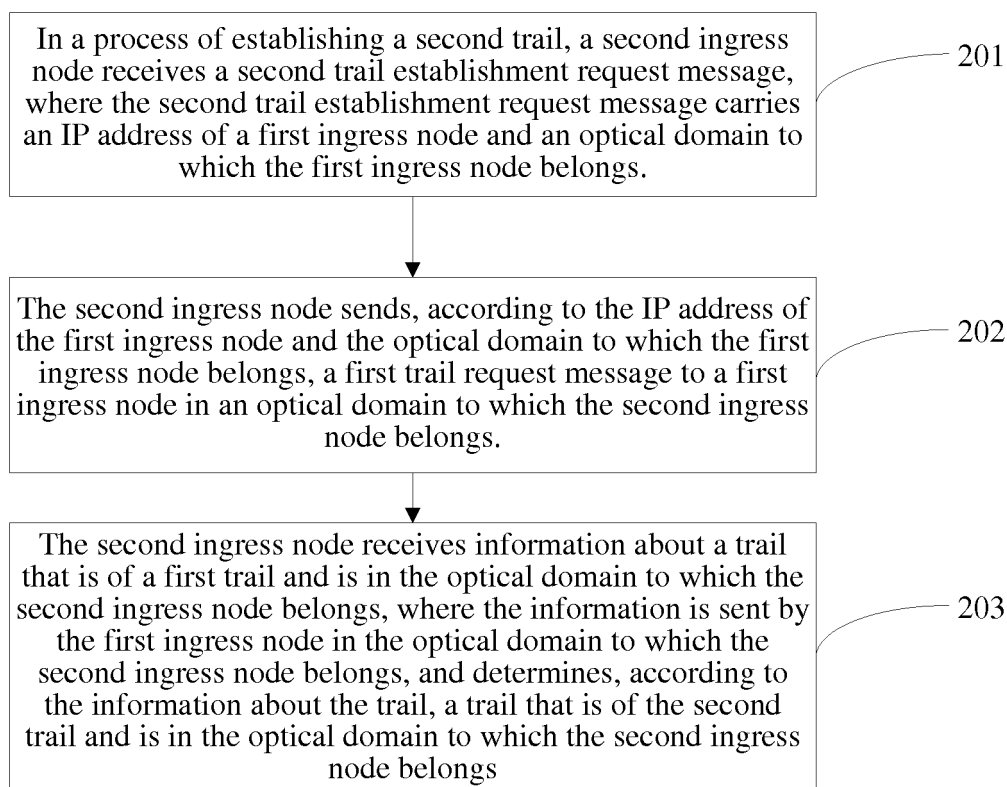 In a process of establishing a second trail, a second ingress
node receives a second trail establishment request message,
where the second trail establishment request message carries
an IP address of a first ingress node and an optical domain to
which the first ingress node belongs.
201
The second ingress node sends, according to the IP address of
the first ingress node and the optical domain to which the first
ingress node belongs, a first trail request message to a first
ingress node in an optical domain to which the second ingress
node belongs.
202
The second ingress node receives information about a trail
that is of a first trail and is in the optical domain to which the
second ingress node belongs, where the information is sent by
the first ingress node in the optical domain to which the
second ingress node belongs, and determines, according to
the information about the trail, a trail that is of the second
trail and is in the optical domain to which the second ingress
node belongs
203